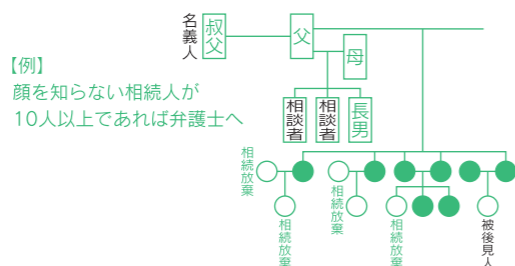 名義人
叔父
父
母
【例】
顔を知らない相続人が
10人以上であれば弁護士へ
相談者
相談者
長男
相続放棄
相続放棄
相続放棄
相続放棄
被後見人